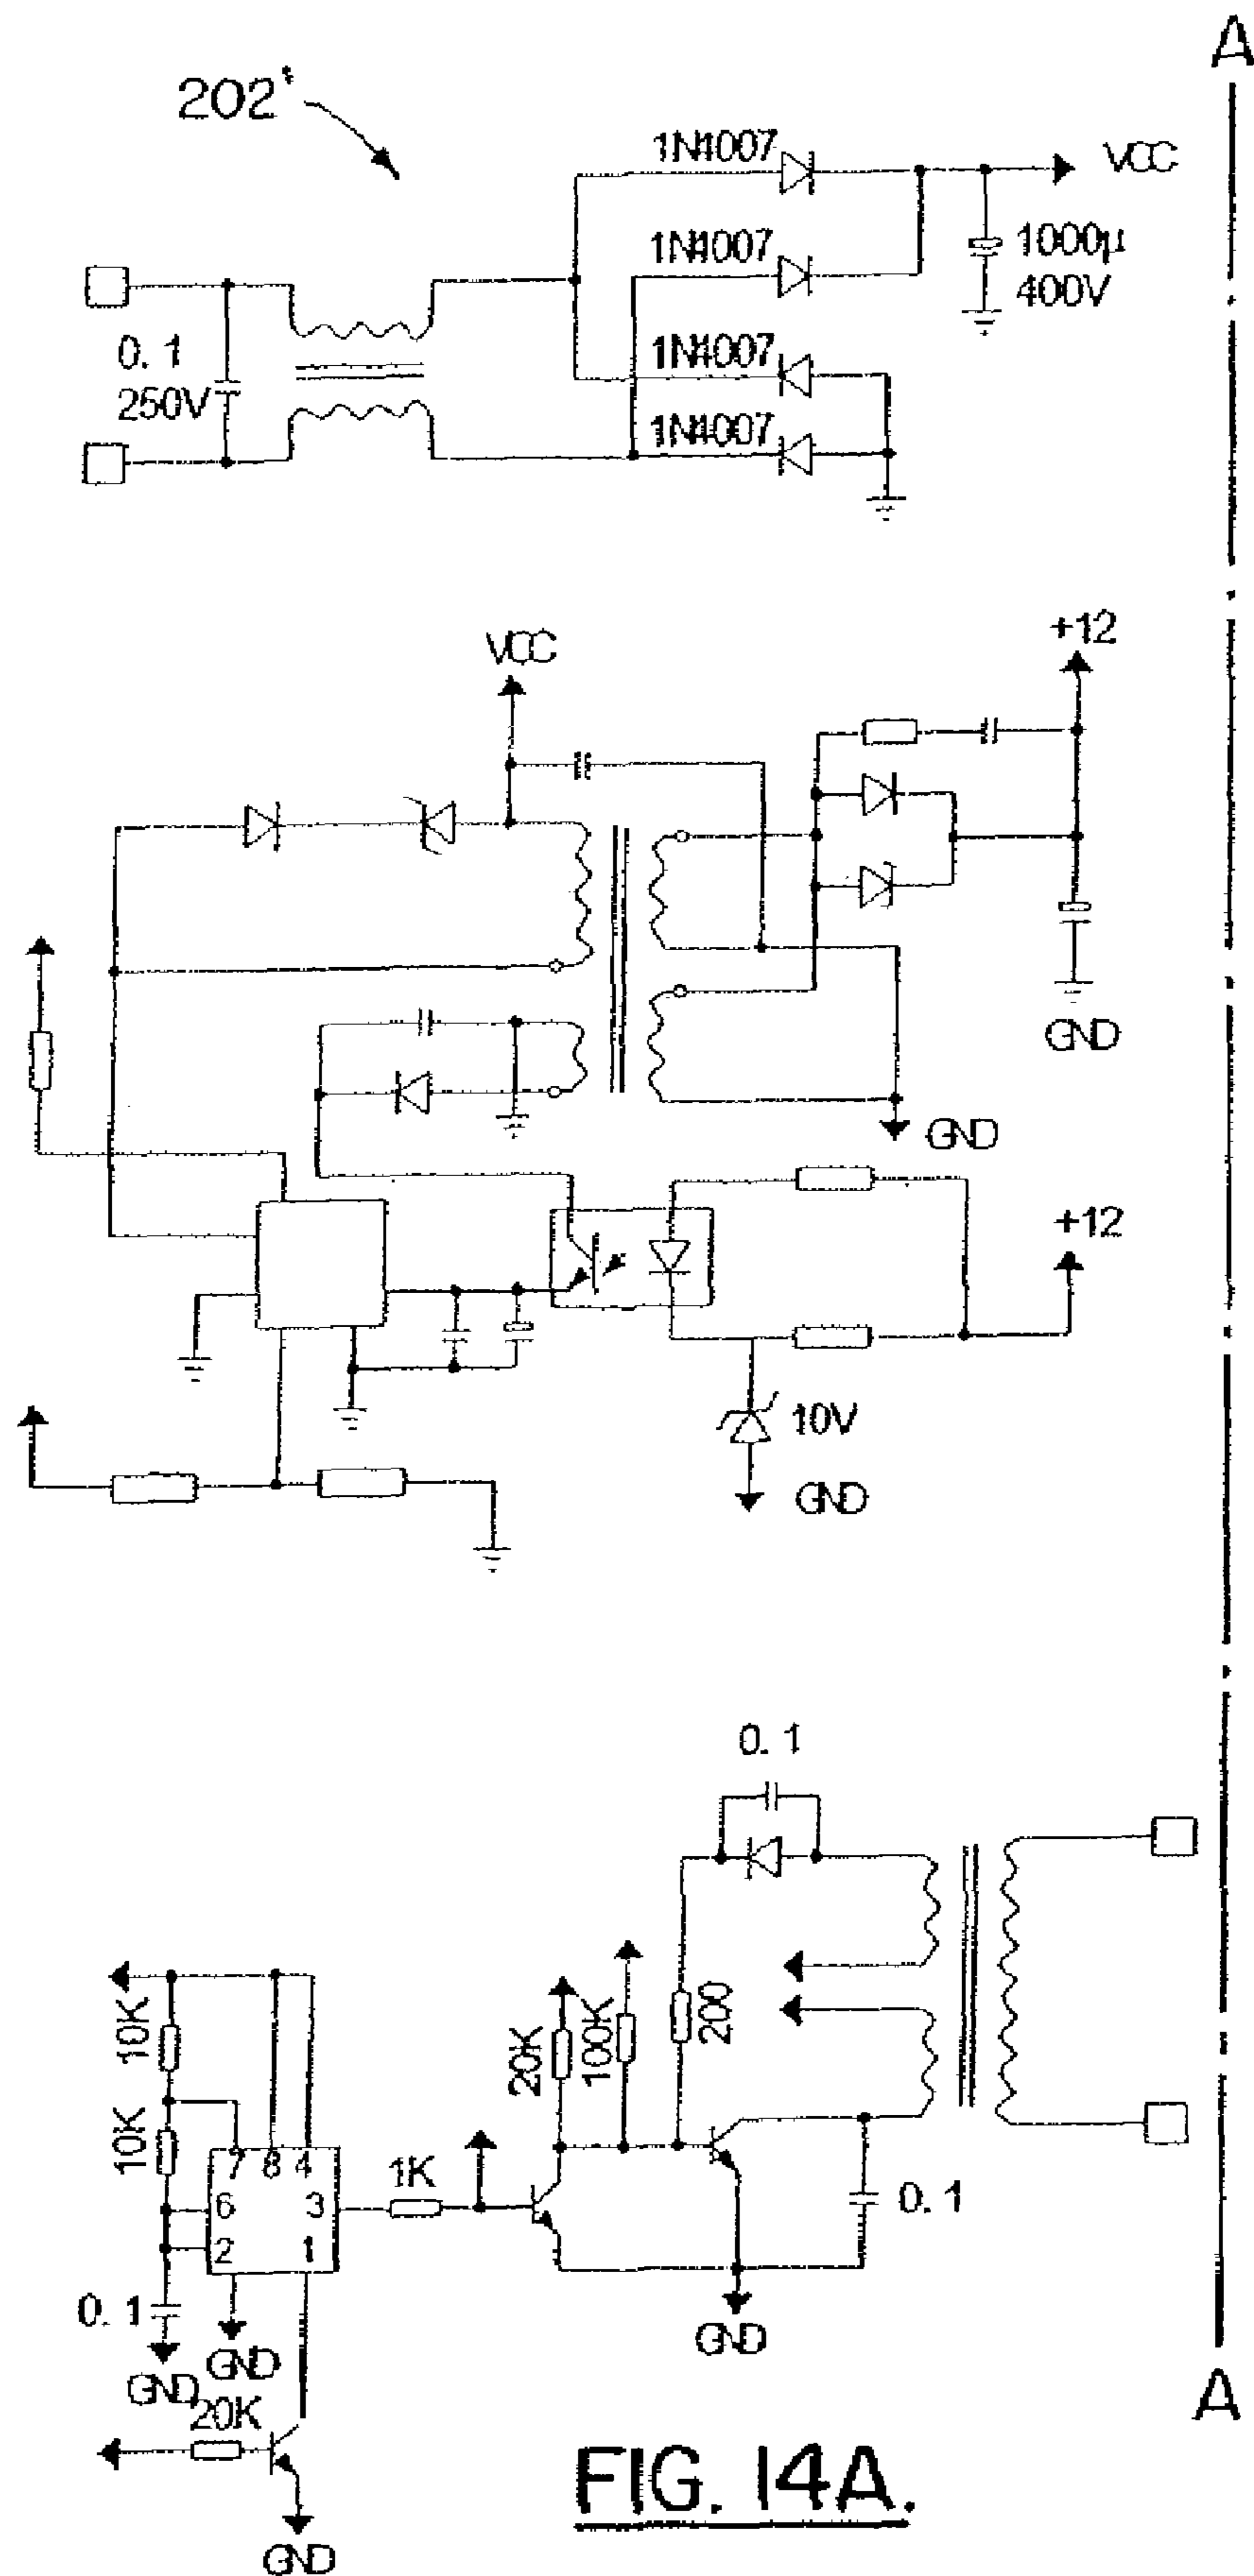 A
202'
1N4007
VCC
1N4007
1000µ
400V
0.1
250V
1N4007
1N4007
+12
VCC
GND
GND
+12
10V
GND
0.1
10K
10K
20K
100K
200
7 8 4
6 3
2 1
1K
0.1
0.1
GND
GND
GND
20K
GND
A
FIG. 14A.